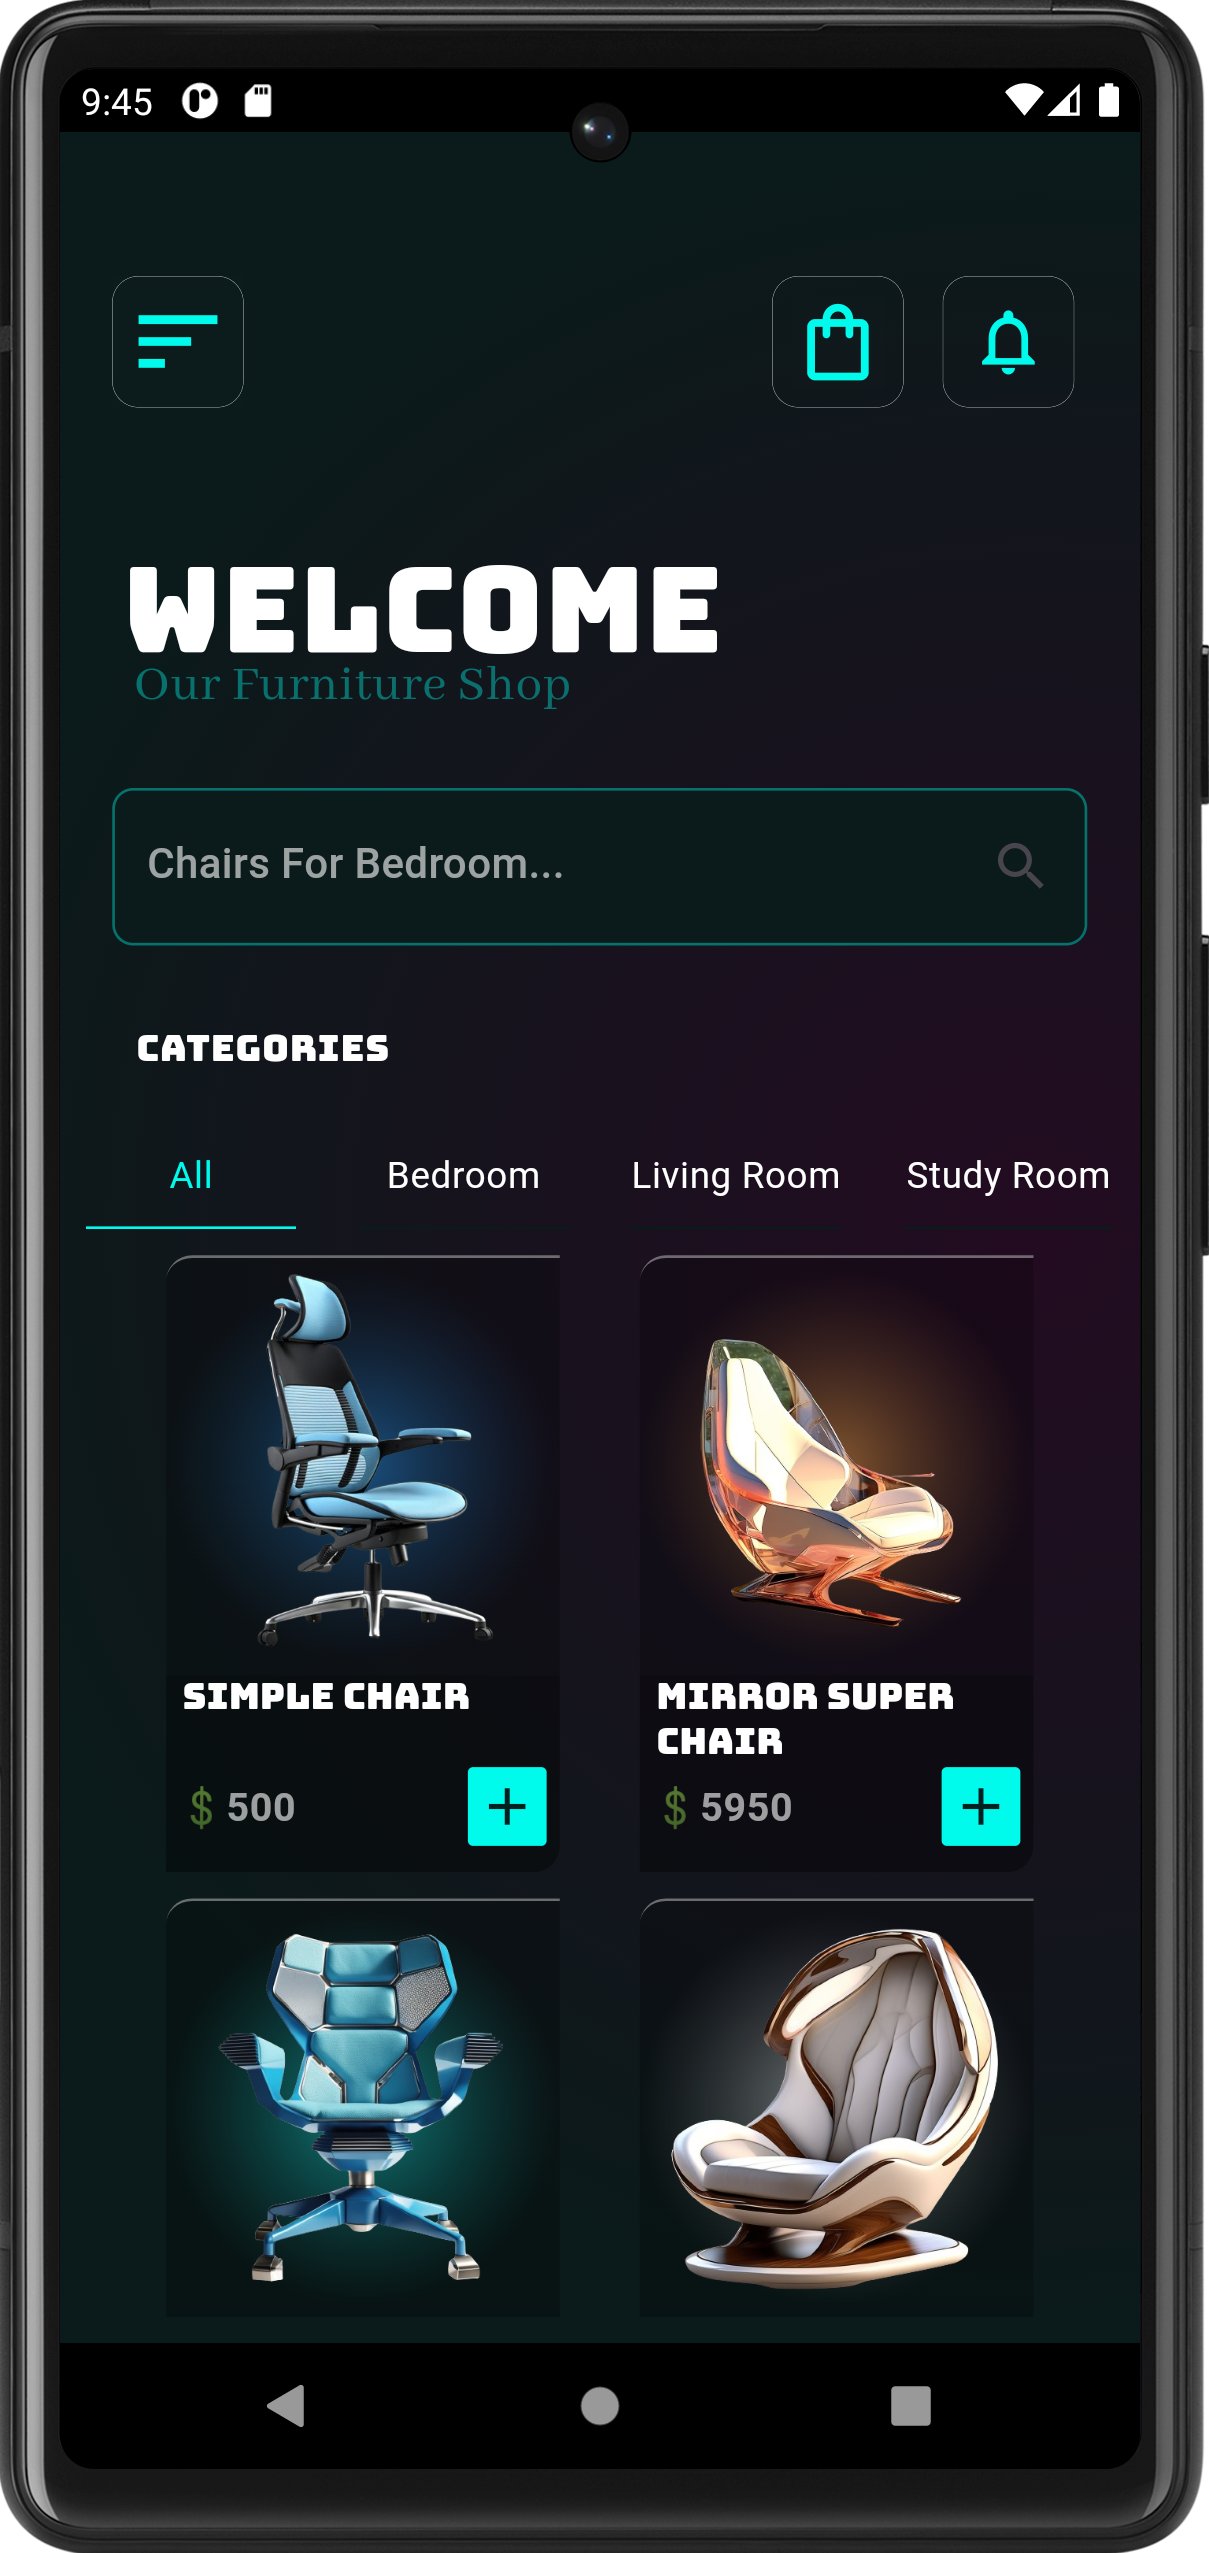 9:45
WELCOME
Our Furniture Shop
Chairs For Bedroom...
CATEGORIES
All Bedroom Living Room Study Room
SIMPLE CHAIR
$ 500
MIRROR SUPER
CHAIR
$ 5950